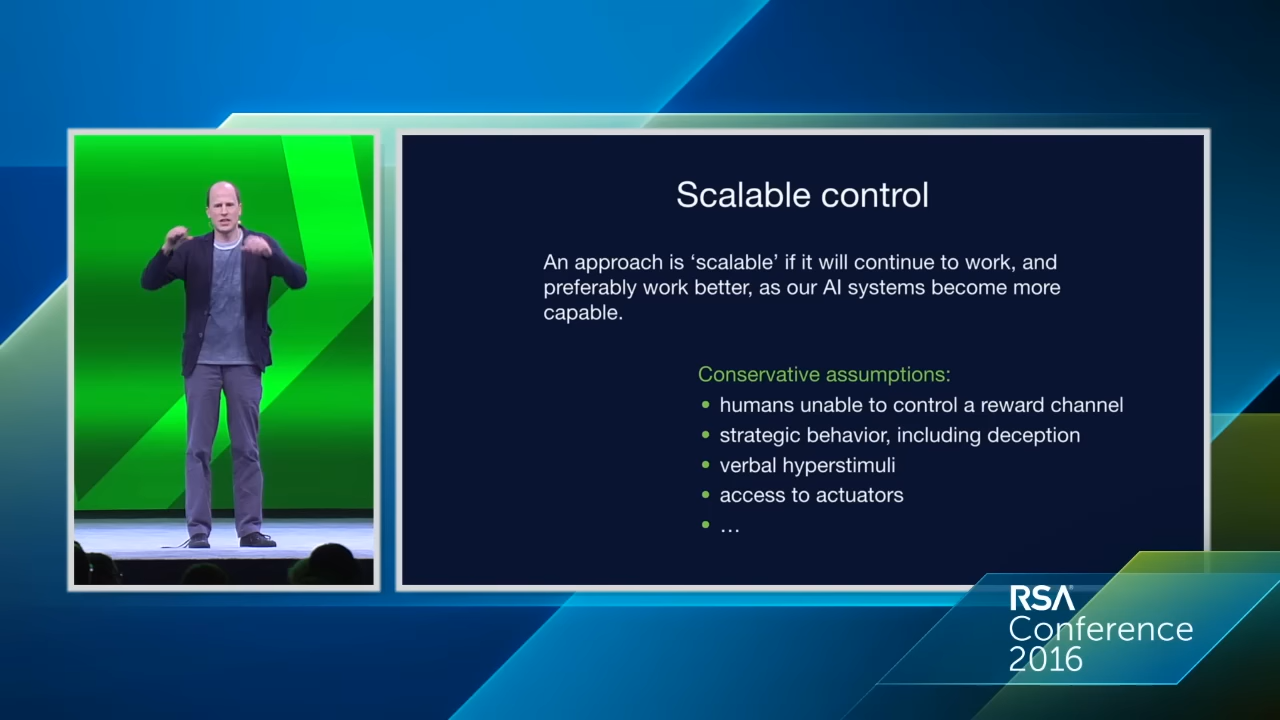 Scalable control
An approach is ‘scalable’ if it will continue to work, and
preferably work better, as our AI systems become more
capable.
Conservative assumptions:
• humans unable to control a reward channel
• strategic behavior, including deception
• verbal hyperstimuli
• access to actuators
• …
RSA
Conference
2016